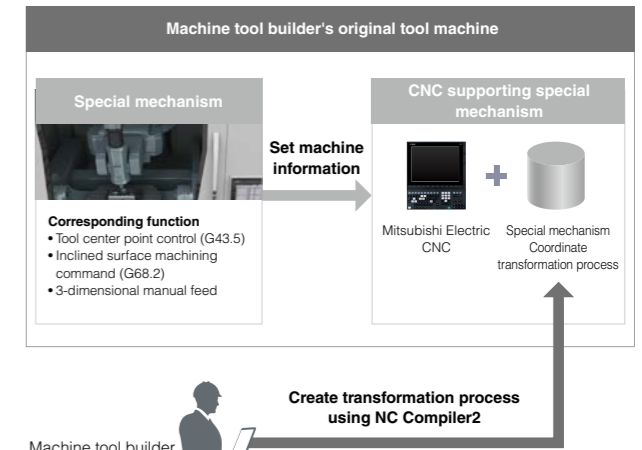 Machine tool builder's original tool machine
Special mechanism
Corresponding function
• Tool center point control (G43.5)
• Inclined surface machining
command (G68.2)
• 3-dimensional manual feed
Set machine
information
CNC supporting special
mechanism
Mitsubishi Electric
CNC
Special mechanism
Coordinate
transformation process
Create transformation process
using NC Compiler2
Machine tool builder